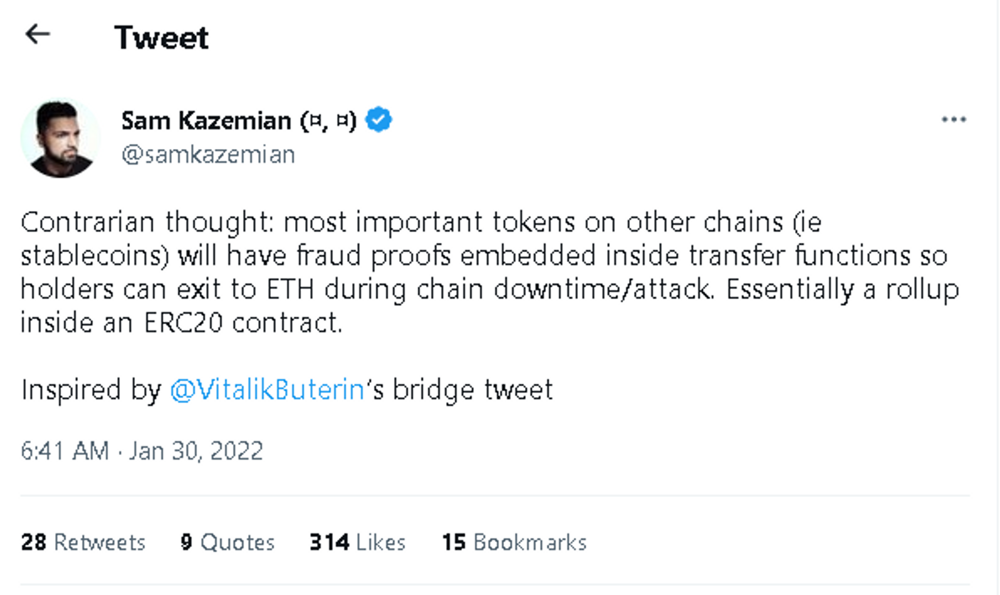 Tweet
Sam Kazemian (¤, ¤)
@samkazemian
Contrarian thought: most important tokens on other chains (ie
stablecoins) will have fraud proofs embedded inside transfer functions so
holders can exit to ETH during chain downtime/attack. Essentially a rollup
inside an ERC20 contract.
Inspired by @VitalikButerin's bridge tweet
6:41 AM · Jan 30, 2022
28 Retweets 9 Quotes 314 Likes 15 Bookmarks